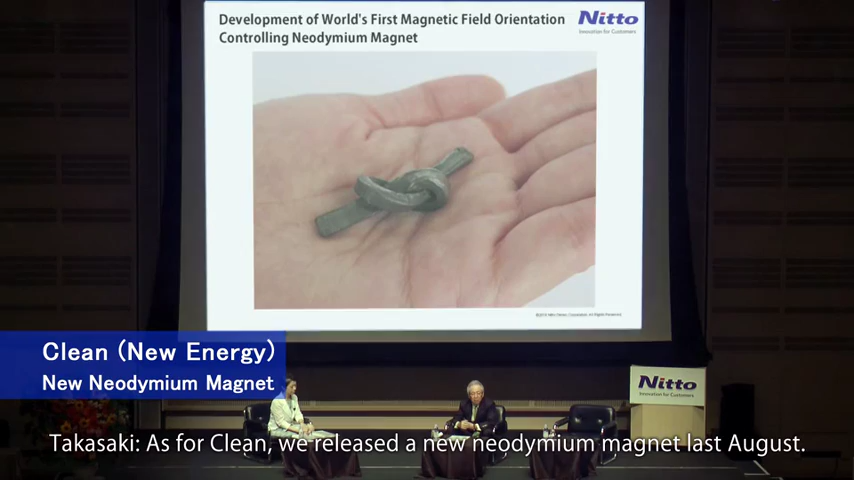 Development of World's First Magnetic Field Orientation
Controlling Neodymium Magnet
Nitto
Innovation for Customers
Clean (New Energy)
New Neodymium Magnet
Nitto
Innovation for Customers
Takasaki: As for Clean, we released a new neodymium magnet last August.